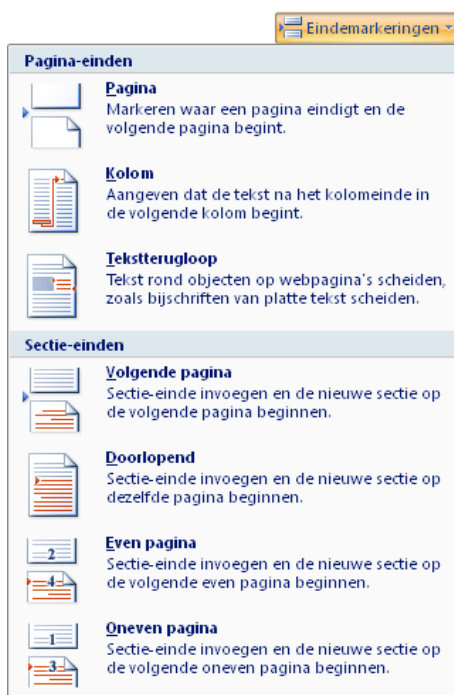 Eindemarkeringen
Pagina-einden
Pagina
Markeren waar een pagina eindigt en de
volgende pagina begint.
Kolom
Aangeven dat de tekst na het kolomeinde in
de volgende kolom begint.
Tekstterugloop
Tekst rond objecten op webpagina's scheiden,
zoals bijschriften van platte tekst scheiden.
Sectie-einden
Volgende pagina
Sectie-einde invoegen en de nieuwe sectie op
de volgende pagina beginnen.
Doorlopend
Sectie-einde invoegen en de nieuwe sectie op
dezelfde pagina beginnen.
2
4
Even pagina
Sectie-einde invoegen en de nieuwe sectie op
de volgende even pagina beginnen.
1
3
Oneven pagina
Sectie-einde invoegen en de nieuwe sectie op
de volgende oneven pagina beginnen.